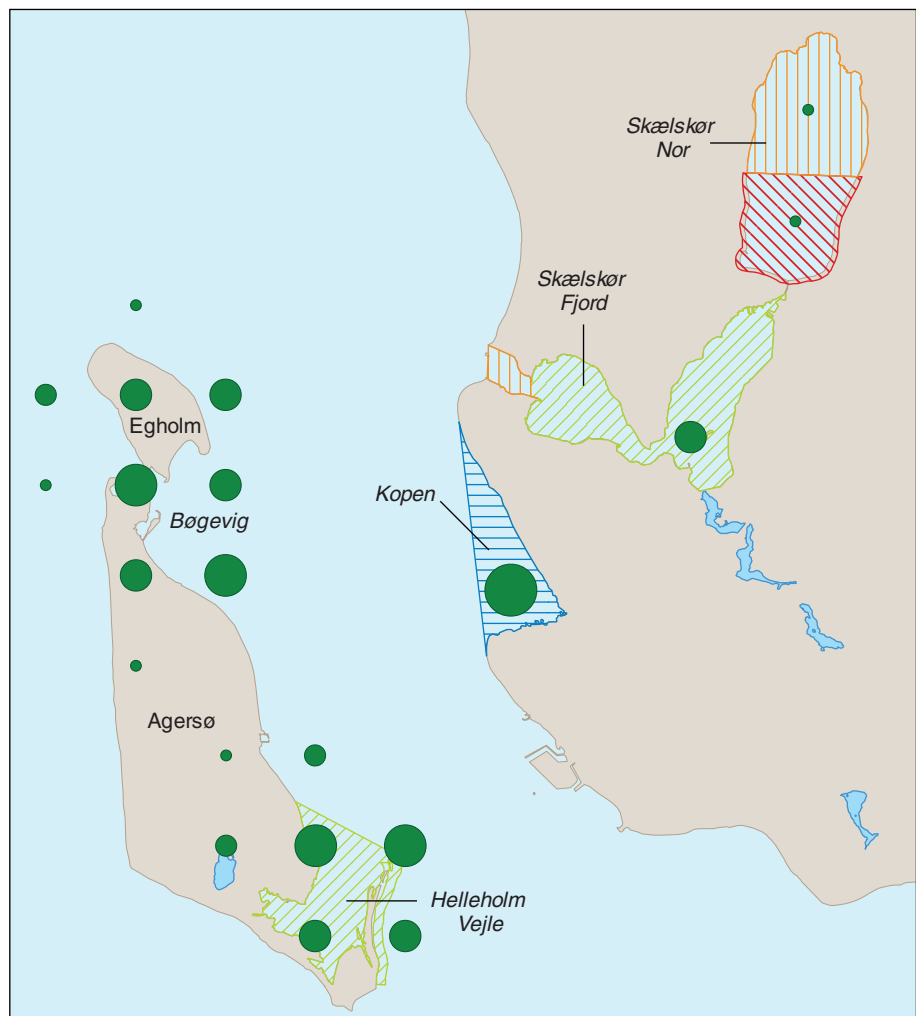 Skælskør
Nor
Skælskør
Fjord
Egholm
Kopen
Bøgevig
Agersø
Helleholm
Vejle